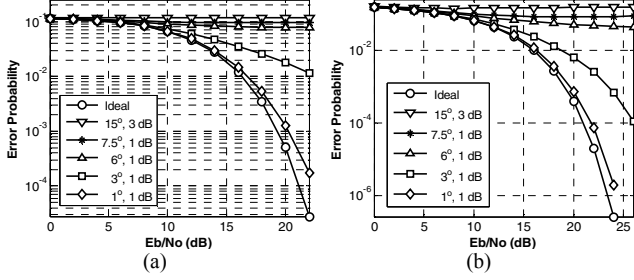 10⁻¹
10⁻²
10⁻³
10⁻⁴
Error Probability
Ideal
15°, 3 dB
7.5°, 1 dB
6°, 1 dB
3°, 1 dB
1°, 1 dB
0 5 10 15 20
Eb/No (dB)
(a)
10⁻²
10⁻⁴
10⁻⁶
Error Probability
Ideal
15°, 3 dB
7.5°, 1 dB
6°, 1 dB
3°, 1 dB
1°, 1 dB
0 5 10 15 20 25
Eb/No (dB)
(b)